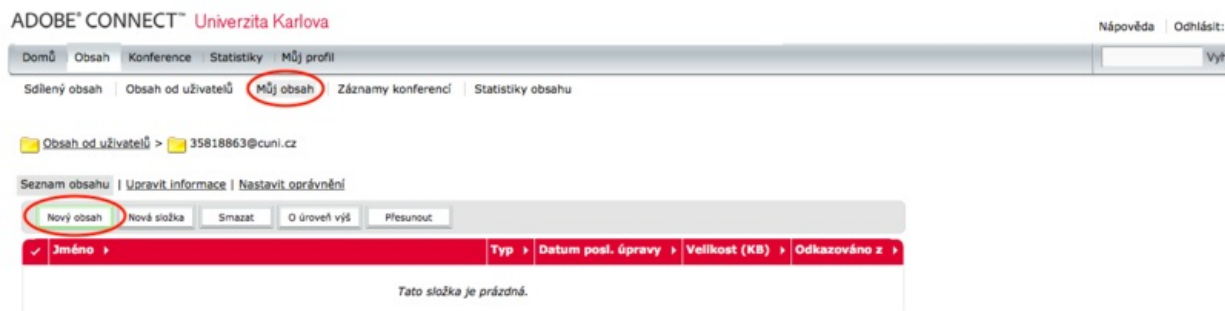 ADOBE® CONNECT™ Univerzita Karlova
Nápověda | Odhlásit:
Domů Obsah Konference Statistiky Můj profil
Sdílený obsah | Obsah od uživatelů | Můj obsah | Záznamy konferencí | Statistiky obsahu
Obsah od uživatelů > 35818863@cuni.cz
Seznam obsahu | Upravit informace | Nastavit oprávnění
Nový obsah Nová složka Smazat O úroveň výš Přesunout
Jméno Typ Datum posl. úpravy Velikost (KB) Odkazováno z
Tato složka je prázdná.